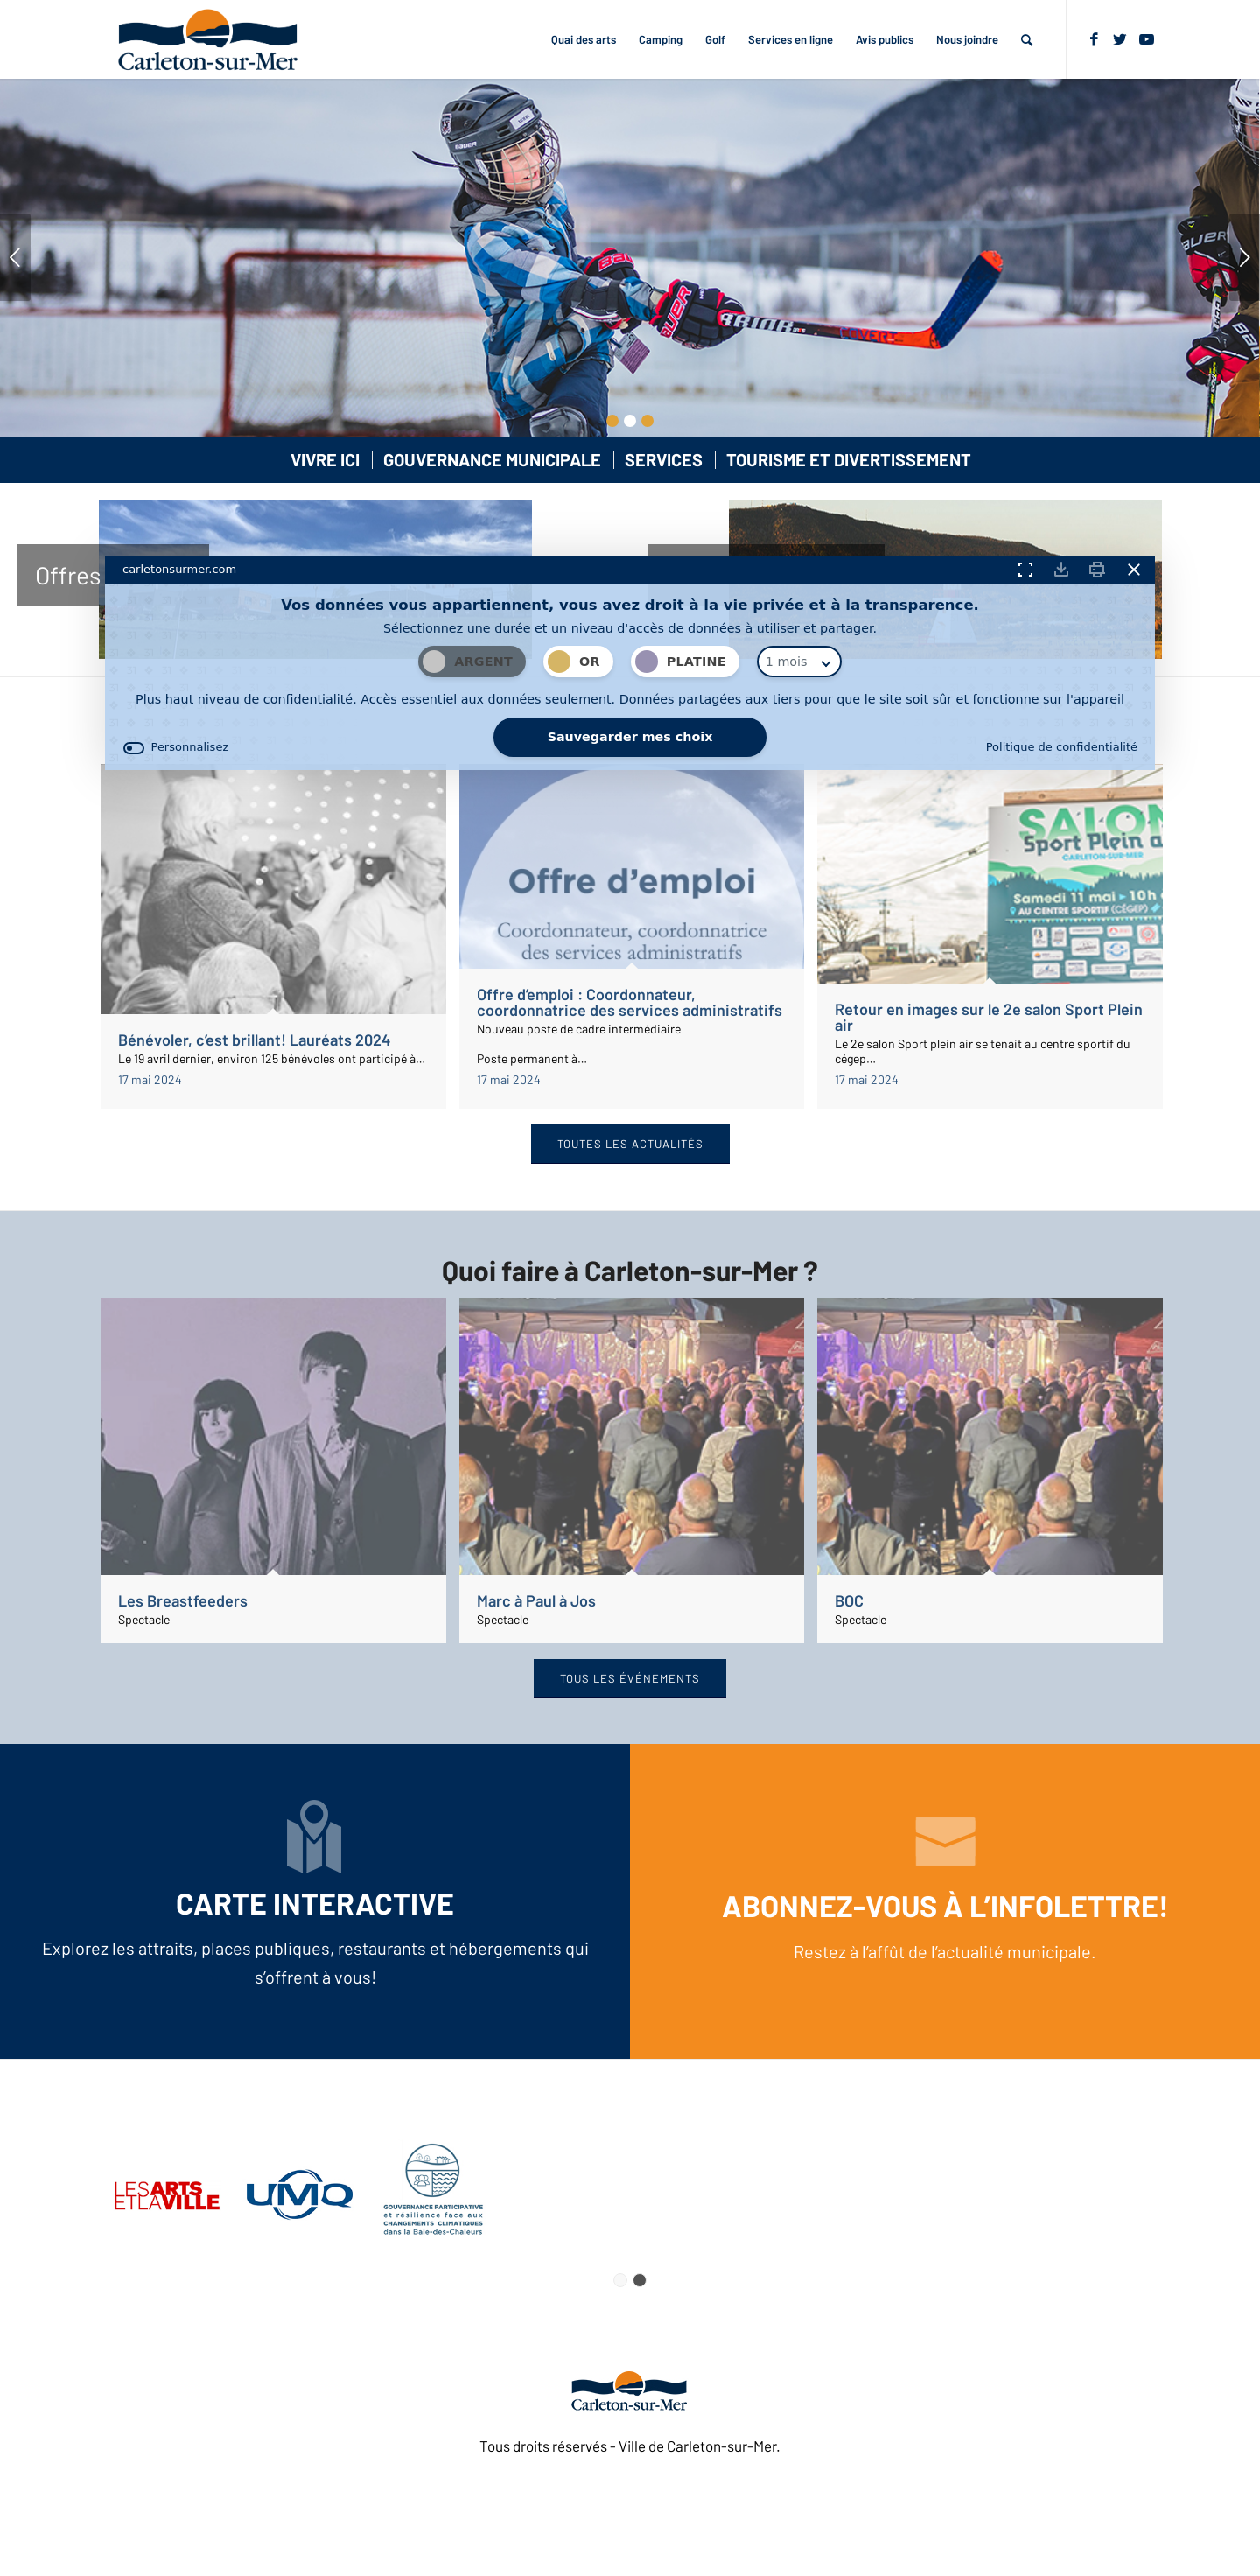 Carleton-sur-Mer
Quai des arts
Camping
Golf
Services en ligne
Avis publics
Nous joindre
BAUER
COVERT
VIVRE ICI
GOUVERNANCE MUNICIPALE
SERVICES
TOURISME ET DIVERTISSEMENT
Offres
carletonsurmer.com
Vos données vous appartiennent, vous avez droit à la vie privée et à la transparence.
Sélectionnez une durée et un niveau d'accès de données à utiliser et partager.
ARGENT
OR
PLATINE
1 mois
Plus haut niveau de confidentialité. Accès essentiel aux données seulement. Données partagées aux tiers pour que le site soit sûr et fonctionne sur l'appareil
Personnalisez
Sauvegarder mes choix
Politique de confidentialité
Offre d'emploi
Coordonnateur, coordonnatrice
des services administratifs
SALON
Sport Plein a
CARLETON-SUR-MER
Samedi 11 mai
10h
AU CENTRE SPORTIF (CÉGEP)
Bénévoler, c’est brillant! Lauréats 2024
Le 19 avril dernier, environ 125 bénévoles ont participé à...
17 mai 2024
Offre d’emploi : Coordonnateur,
coordonnatrice des services administratifs
Nouveau poste de cadre intermédiaire
Poste permanent à...
17 mai 2024
Retour en images sur le 2e salon Sport Plein
air
Le 2e salon Sport plein air se tenait au centre sportif du
cégep...
17 mai 2024
TOUTES LES ACTUALITÉS
Quoi faire à Carleton-sur-Mer ?
Les Breastfeeders
Spectacle
Marc à Paul à Jos
Spectacle
BOC
Spectacle
TOUS LES ÉVÉNEMENTS
CARTE INTERACTIVE
Explorez les attraits, places publiques, restaurants et hébergements qui
s’offrent à vous!
ABONNEZ-VOUS À L’INFOLETTRE!
Restez à l’affût de l’actualité municipale.
LES ARTS
ET LA VILLE
UMQ
GOUVERNANCE PARTICIPATIVE
et résilience face aux
CHANGEMENTS CLIMATIQUES
dans la Baie-des-Chaleurs
Carleton-sur-Mer
Tous droits réservés - Ville de Carleton-sur-Mer.